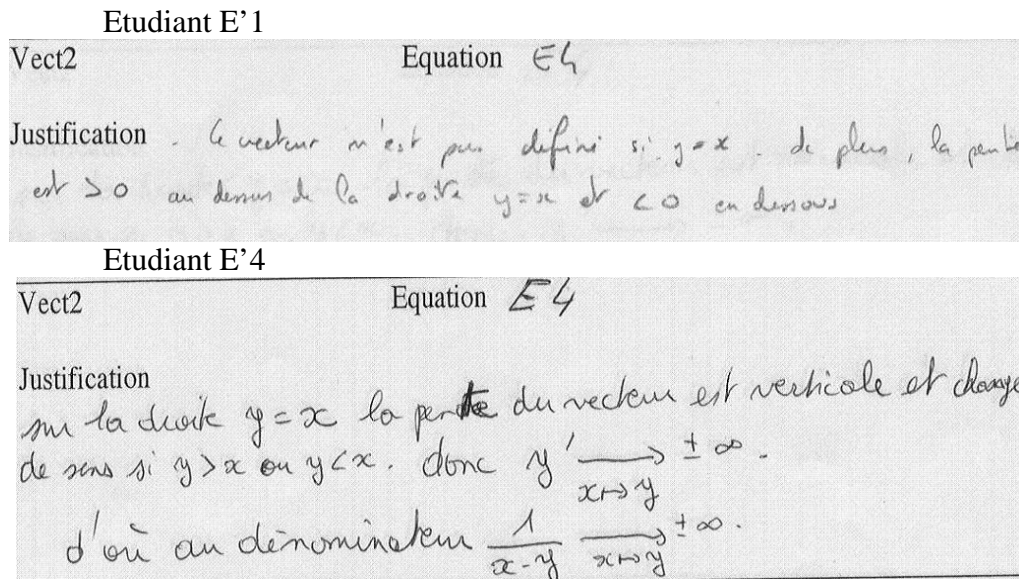 Etudiant E'1
Vect2 Equation E4
Justification . le vecteur n'est pas défini si y=x . de plus, la pente
est >0 au dessus de la droite y=x et <0 en dessous
Etudiant E'4
Vect2 Equation E4
Justification
sur la droite y=x la pente du vecteur est verticale et change
de sens si y>x ou y<x. donc y' ⟶ ±∞.
x→y
d'où au dénominateur 1/(x-y) ⟶ ±∞.
x→y